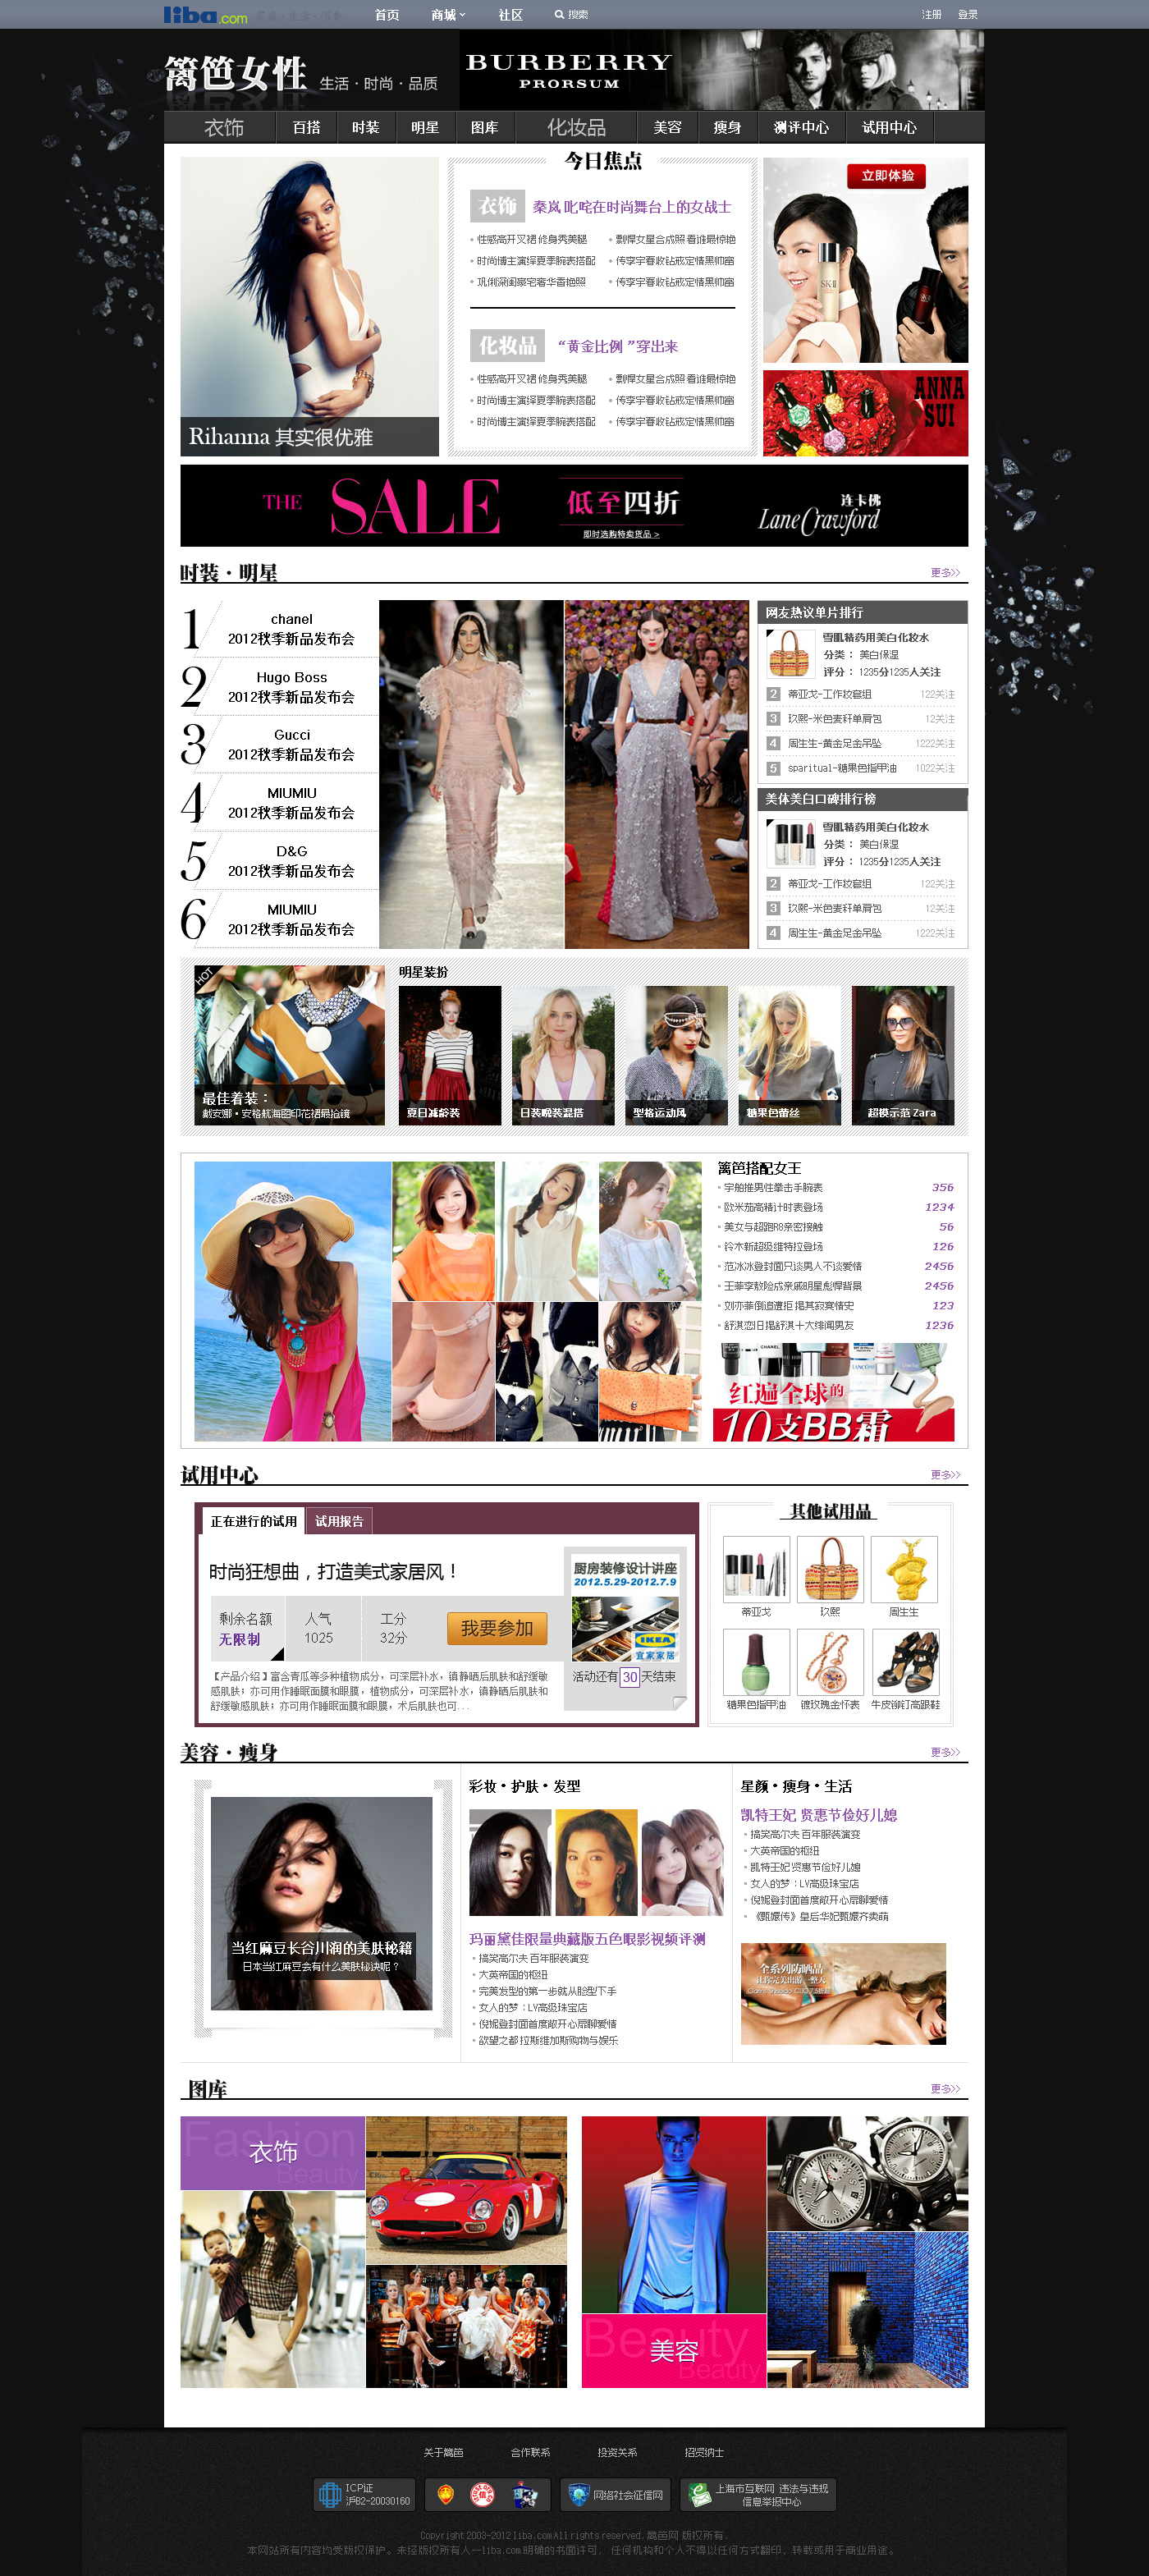 liba.com
首页
商城
社区
搜索
注册
登录
篱笆女性
生活·时尚·品质
BURBERRY
PRORSUM
衣饰
百搭
时装
明星
图库
化妆品
美容
瘦身
测评中心
试用中心
Rihanna 其实很优雅
今日焦点
衣饰
秦岚 叱咤在时尚舞台上的女战士
性感高开叉裙 修身秀美腿
剽悍女星合成照 看谁最惊艳
时尚博主演绎夏季腕表搭配
传李宇春收钻戒定情黑帅富
巩俐深闺豪宅奢华香艳照
传李宇春收钻戒定情黑帅富
化妆品
“黄金比例 ”穿出来
性感高开叉裙 修身秀美腿
剽悍女星合成照 看谁最惊艳
时尚博主演绎夏季腕表搭配
传李宇春收钻戒定情黑帅富
时尚博主演绎夏季腕表搭配
传李宇春收钻戒定情黑帅富
立即体验
SK-II
ANNA
SUI
THE SALE
低至四折
即时选购特卖货品 >
连卡佛
Lane Crawford
时装·明星
更多>>
1
chanel
2012秋季新品发布会
2
Hugo Boss
2012秋季新品发布会
3
Gucci
2012秋季新品发布会
4
MIUMIU
2012秋季新品发布会
5
D&G
2012秋季新品发布会
6
MIUMIU
2012秋季新品发布会
网友热议单片排行
雪肌精药用美白化妆水
分类： 美白保湿
评分： 1235分1235人关注
2 蒂亚戈-工作妆套组 122关注
3 玖熙-米色麦秆单肩包 12关注
4 周生生-黄金足金吊坠 1222关注
5 sparitual-糖果色指甲油 1022关注
美体美白口碑排行榜
雪肌精药用美白化妆水
分类： 美白保湿
评分： 1235分1235人关注
2 蒂亚戈-工作妆套组 122关注
3 玖熙-米色麦秆单肩包 12关注
4 周生生-黄金足金吊坠 1222关注
HOT
最佳着装：
戴安娜·安格航海图印花裙最抢镜
明星装扮
夏日减龄装
日装晚装混搭
型格运动风
糖果色蕾丝
超模示范 Zara
篱笆搭配女王
宇舶推男性拳击手腕表 356
欧米茄高精计时表登场 1234
美女与超跑R8亲密接触 56
铃木新超级维特拉登场 126
范冰冰登封面只谈男人不谈爱情 2456
王菲李敖险成亲戚明星彪悍背景 2456
刘亦菲倒追遭拒 揭其寂寞情史 123
舒淇恋旧 揭舒淇十大绯闻男友 1236
CHANEL
LANCÔME
红遍全球的
10支BB霜
试用中心
更多>>
正在进行的试用
试用报告
时尚狂想曲，打造美式家居风！
剩余名额
无限制
人气
1025
工分
32分
我要参加
【产品介绍】富含青瓜等多种植物成分，可深层补水，镇静晒后肌肤和舒缓敏
感肌肤；亦可用作睡眠面膜和眼膜，植物成分，可深层补水，镇静晒后肌肤和
舒缓敏感肌肤；亦可用作睡眠面膜和眼膜，术后肌肤也可...
厨房装修设计讲座
2012.5.29-2012.7.9
IKEA
宜家家居
活动还有 30 天结束
其他试用品
蒂亚戈
玖熙
周生生
糖果色指甲油
镀玫瑰金怀表
牛皮铆钉高跟鞋
美容·瘦身
更多>>
当红麻豆长谷川润的美肤秘籍
日本当红麻豆会有什么美肤秘诀呢？
彩妆·护肤·发型
玛丽黛佳限量典藏版五色眼影视频评测
搞笑高尔夫 百年服装演变
大英帝国的枢纽
完美发型的第一步就从脸型下手
女人的梦：LV高级珠宝店
倪妮登封面首度敞开心扉聊爱情
欲望之都 拉斯维加斯购物与娱乐
星颜·瘦身·生活
凯特王妃 贤惠节俭好儿媳
搞笑高尔夫 百年服装演变
大英帝国的枢纽
凯特王妃 贤惠节俭好儿媳
女人的梦：LV高级珠宝店
倪妮登封面首度敞开心扉聊爱情
《甄嬛传》皇后华妃甄嬛齐卖萌
全系列防晒品
图库
更多>>
Fashion
衣饰
Beauty
Beauty
美容
Beauty
关于篱笆
合作联系
投资关系
招贤纳士
ICP证
沪B2-20030160
网络社会征信网
上海市互联网 违法与违规
信息举报中心
Copyright 2003-2012 liba.com All rights reserved. 篱笆网 版权所有.
本网站所有内容均受版权保护。未经版权所有人--liba.com 明确的书面许可， 任何机构和个人不得以任何方式翻印、转载或用于商业用途。